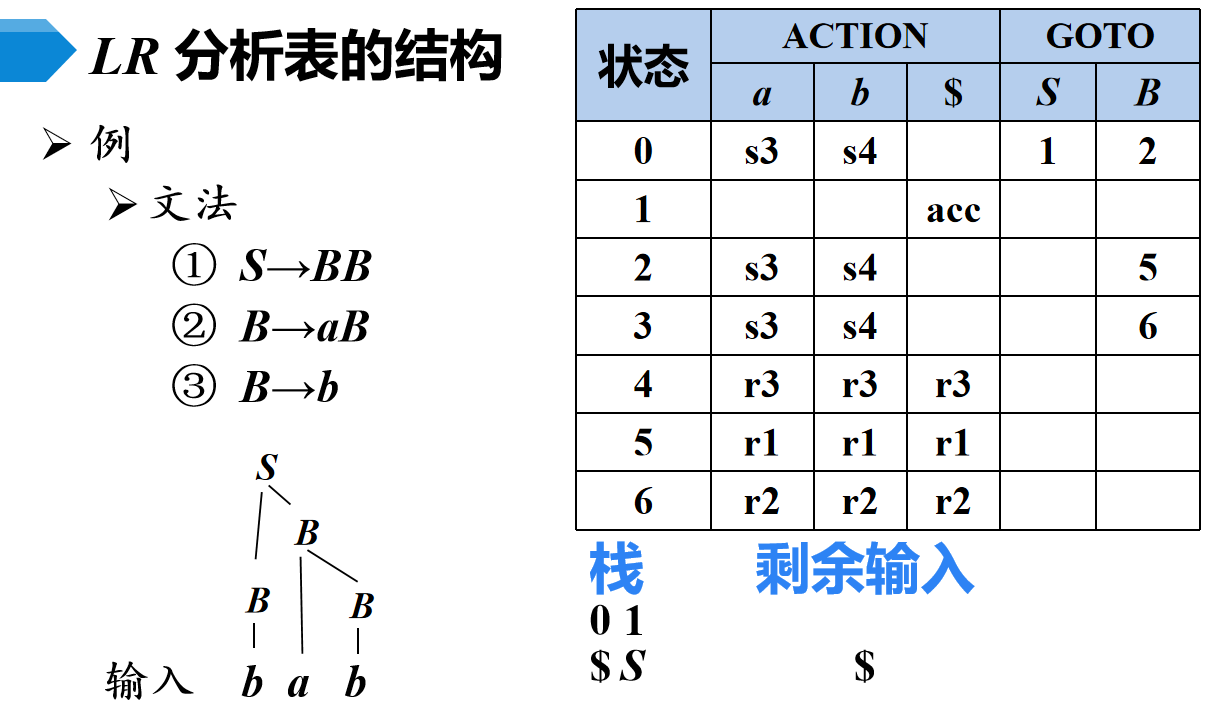 LR 分析表的结构
例
文法
① S→BB
② B→aB
③ B→b
S
B
B B
输入 b a b
状态 ACTION GOTO
a b $ S B
0 s3 s4 1 2
1 acc
2 s3 s4 5
3 s3 s4 6
4 r3 r3 r3
5 r1 r1 r1
6 r2 r2 r2
栈 剩余输入
0 1
$ S $